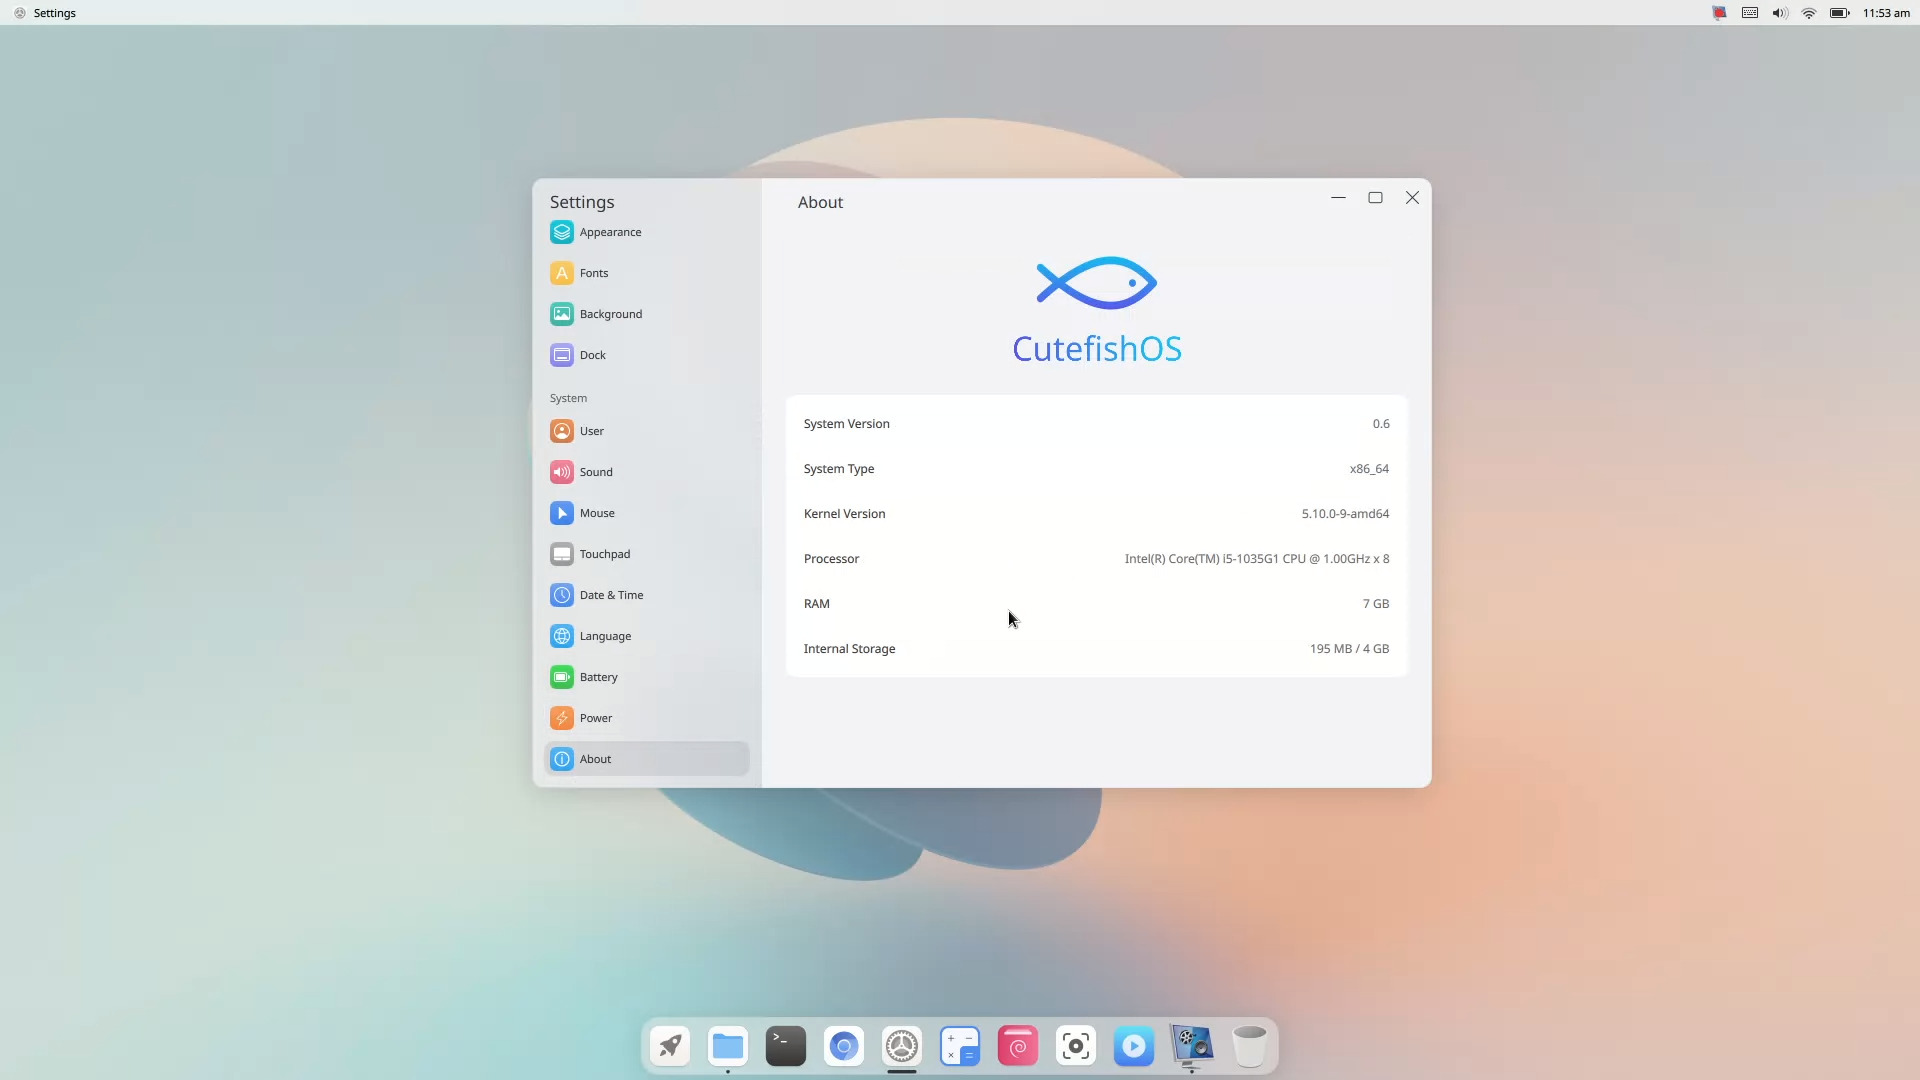 Settings
11:53 am
Settings
Appearance
Fonts
Background
Dock
System
User
Sound
Mouse
Touchpad
Date & Time
Language
Battery
Power
About
About
CutefishOS
System Version 0.6
System Type x86_64
Kernel Version 5.10.0-9-amd64
Processor Intel(R) Core(TM) i5-1035G1 CPU @ 1.00GHz x 8
RAM 7 GB
Internal Storage 195 MB / 4 GB